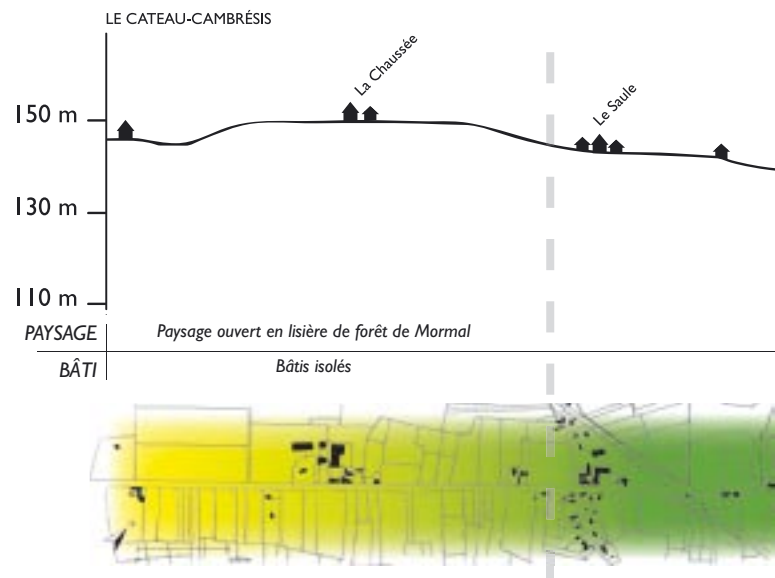 LE CATEAU-CAMBRÉSIS
La Chaussée
Le Saule
150 m
130 m
110 m
PAYSAGE
Paysage ouvert en lisière de forêt de Mormal
BÂTI
Bâtis isolés